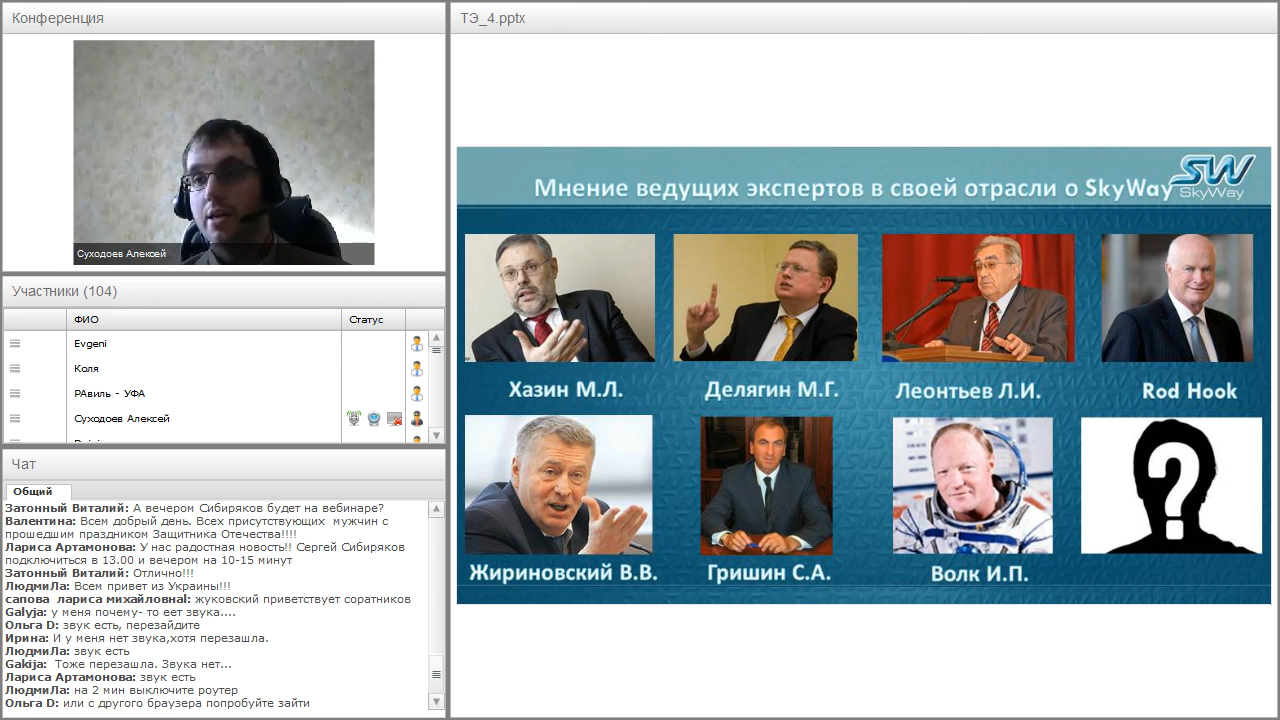 Конференция
Суходоев Алексей
Участники (104)
ФИО
Статус
Evgeni
Коля
РАвиль - УФА
Суходоев Алексей
Чат
Общий
Затонный Виталий: А вечером Сибиряков будет на вебинаре?
Валентина: Всем добрый день. Всех присутсвующих мужчин с
прошедшим праздником Защитника Отечества!!!!
Лариса Артамонова: У нас радостная новость!! Сергей Сибиряков
подключиться в 13.00 и вечером на 10-15 минут
Затонный Виталий: Отлично!!!
ЛюдмиЛа: Всем привет из Украины!!!
сапова лариса михайловнаl: жуковский приветствует соратников
Galyja: у меня почему- то еет звука....
Ольга D: звук есть, перезайдите
Ирина: И у меня нет звука,хотя перезашла.
ЛюдмиЛа: звук есть
Gakija: Тоже перезашла. Звука нет...
Лариса Артамонова: звук есть
ЛюдмиЛа: на 2 мин выключите роутер
Ольга D: или с другого браузера попробуйте зайти
ТЭ_4.pptx
Мнение ведущих экспертов в своей отрасли о SkyWay
SW
SkyWay
Хазин М.Л.
Делягин М.Г.
Леонтьев Л.И.
Rod Hook
Жириновский В.В.
Гришин С.А.
Волк И.П.
?